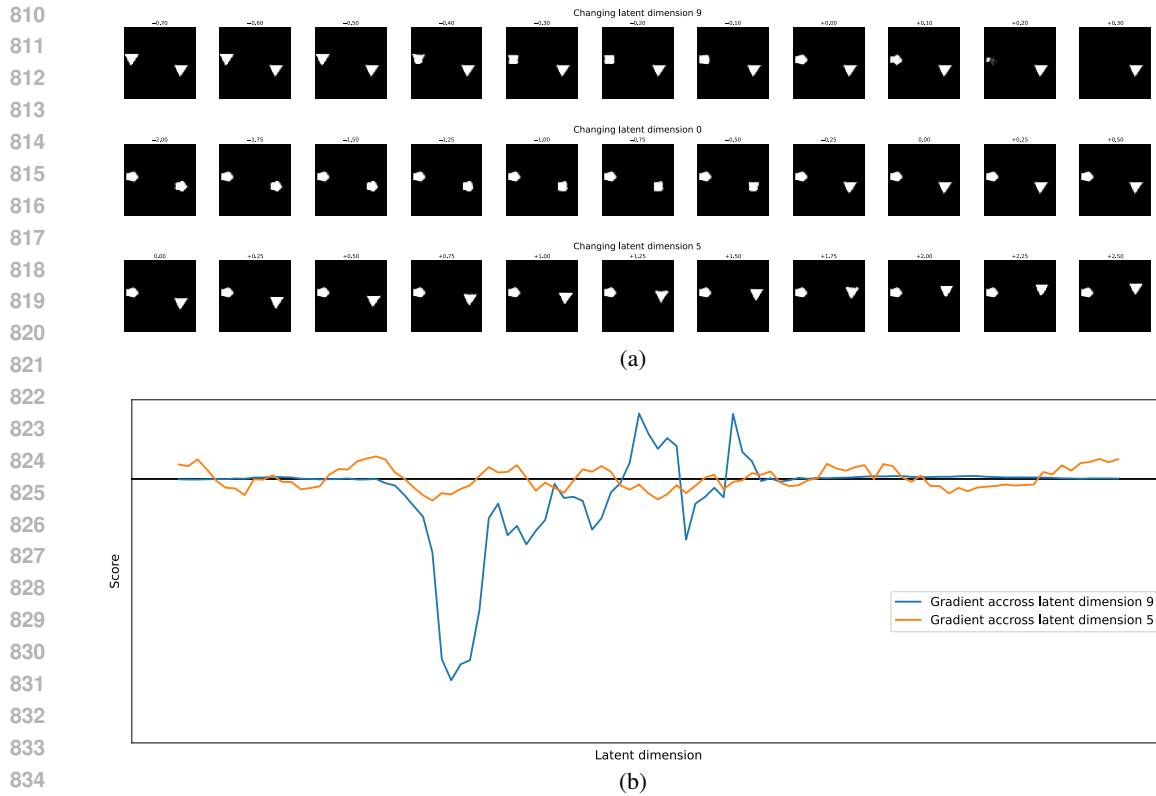 810
811
812
813
814
815
816
817
818
819
820
821
822
823
824
825
826
827
828
829
830
831
832
833
834
Changing latent dimension 9
−0.70 −0.60 −0.50 −0.40 −0.30 −0.20 −0.10 +0.00 +0.10 +0.20 +0.30
Changing latent dimension 0
−2.00 −1.75 −1.50 −1.25 −1.00 −0.75 −0.50 −0.25 0.00 +0.25 +0.50
Changing latent dimension 5
0.00 +0.25 +0.50 +0.75 +1.00 +1.25 +1.50 +1.75 +2.00 +2.25 +2.50
(a)
Score
Gradient accross latent dimension 9
Gradient accross latent dimension 5
Latent dimension
(b)